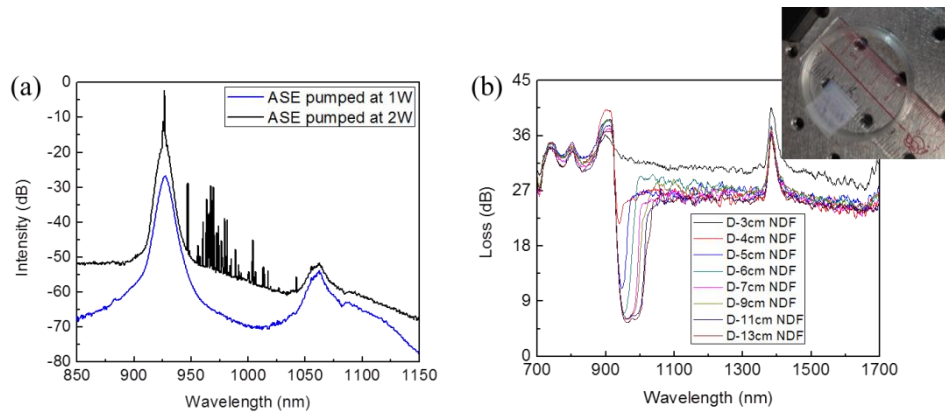 (a)
0
-10
-20
-30
-40
-50
-60
-70
-80
Intensity (dB)
ASE pumped at 1W
ASE pumped at 2W
850 900 950 1000 1050 1100 1150
Wavelength (nm)
(b)
45
36
27
18
9
0
Loss (dB)
D-3cm NDF
D-4cm NDF
D-5cm NDF
D-6cm NDF
D-7cm NDF
D-9cm NDF
D-11cm NDF
D-13cm NDF
700 900 1100 1300 1500 1700
Wavelength (nm)